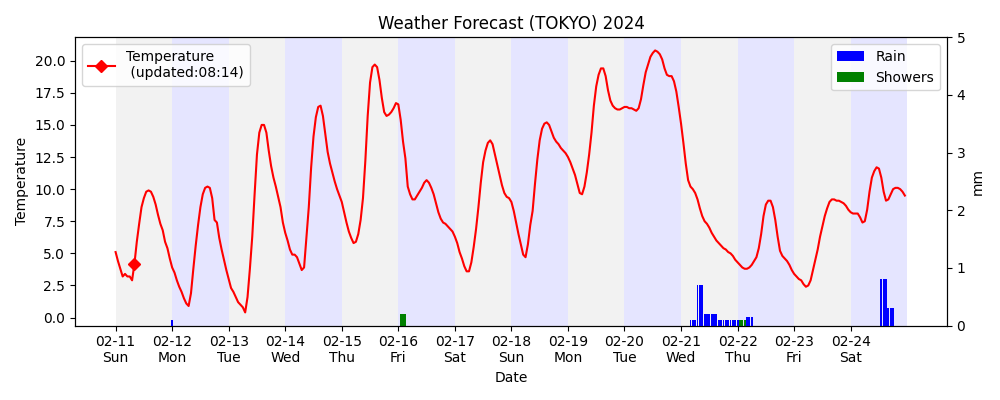 Weather Forecast (TOKYO) 2024
Temperature
(updated:08:14)
Rain
Showers
20.0
17.5
15.0
12.5
10.0
7.5
5.0
2.5
0.0
Temperature
5
4
3
2
1
0
mm
02-11 02-12 02-13 02-14 02-15 02-16 02-17 02-18 02-19 02-20 02-21 02-22 02-23 02-24
Sun Mon Tue Wed Thu Fri Sat Sun Mon Tue Wed Thu Fri Sat
Date